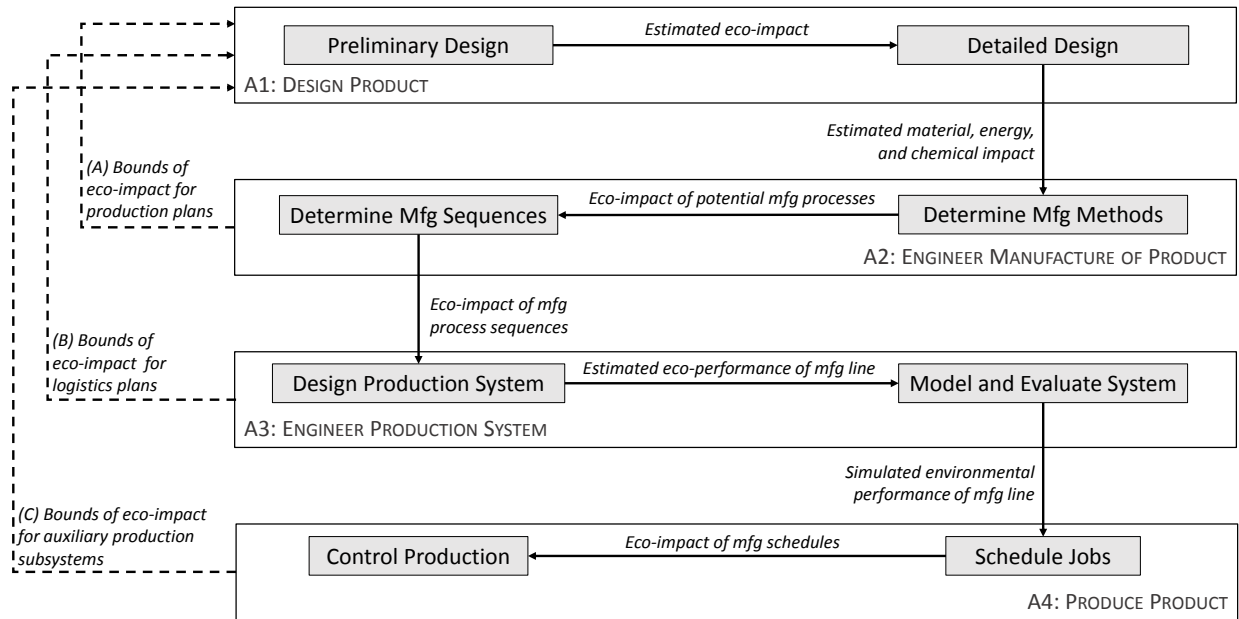 Preliminary Design
Estimated eco-impact
Detailed Design
A1: DESIGN PRODUCT
Estimated material, energy,
and chemical impact
(A) Bounds of
eco-impact for
production plans
Determine Mfg Sequences
Eco-impact of potential mfg processes
Determine Mfg Methods
A2: ENGINEER MANUFACTURE OF PRODUCT
Eco-impact of mfg
process sequences
(B) Bounds of
eco-impact for
logistics plans
Design Production System
Estimated eco-performance of mfg line
Model and Evaluate System
A3: ENGINEER PRODUCTION SYSTEM
Simulated environmental
performance of mfg line
(C) Bounds of eco-impact
for auxiliary production
subsystems
Control Production
Eco-impact of mfg schedules
Schedule Jobs
A4: PRODUCE PRODUCT